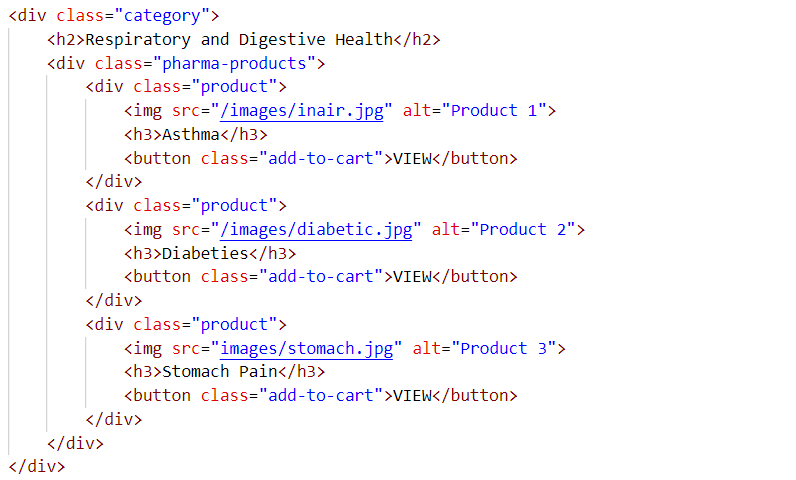 <div class="category">
    <h2>Respiratory and Digestive Health</h2>
    <div class="pharma-products">
        <div class="product">
            <img src="/images/inair.jpg" alt="Product 1">
            <h3>Asthma</h3>
            <button class="add-to-cart">VIEW</button>
        </div>
        <div class="product">
            <img src="/images/diabetic.jpg" alt="Product 2">
            <h3>Diabeties</h3>
            <button class="add-to-cart">VIEW</button>
        </div>
        <div class="product">
            <img src="images/stomach.jpg" alt="Product 3">
            <h3>Stomach Pain</h3>
            <button class="add-to-cart">VIEW</button>
        </div>
    </div>
</div>